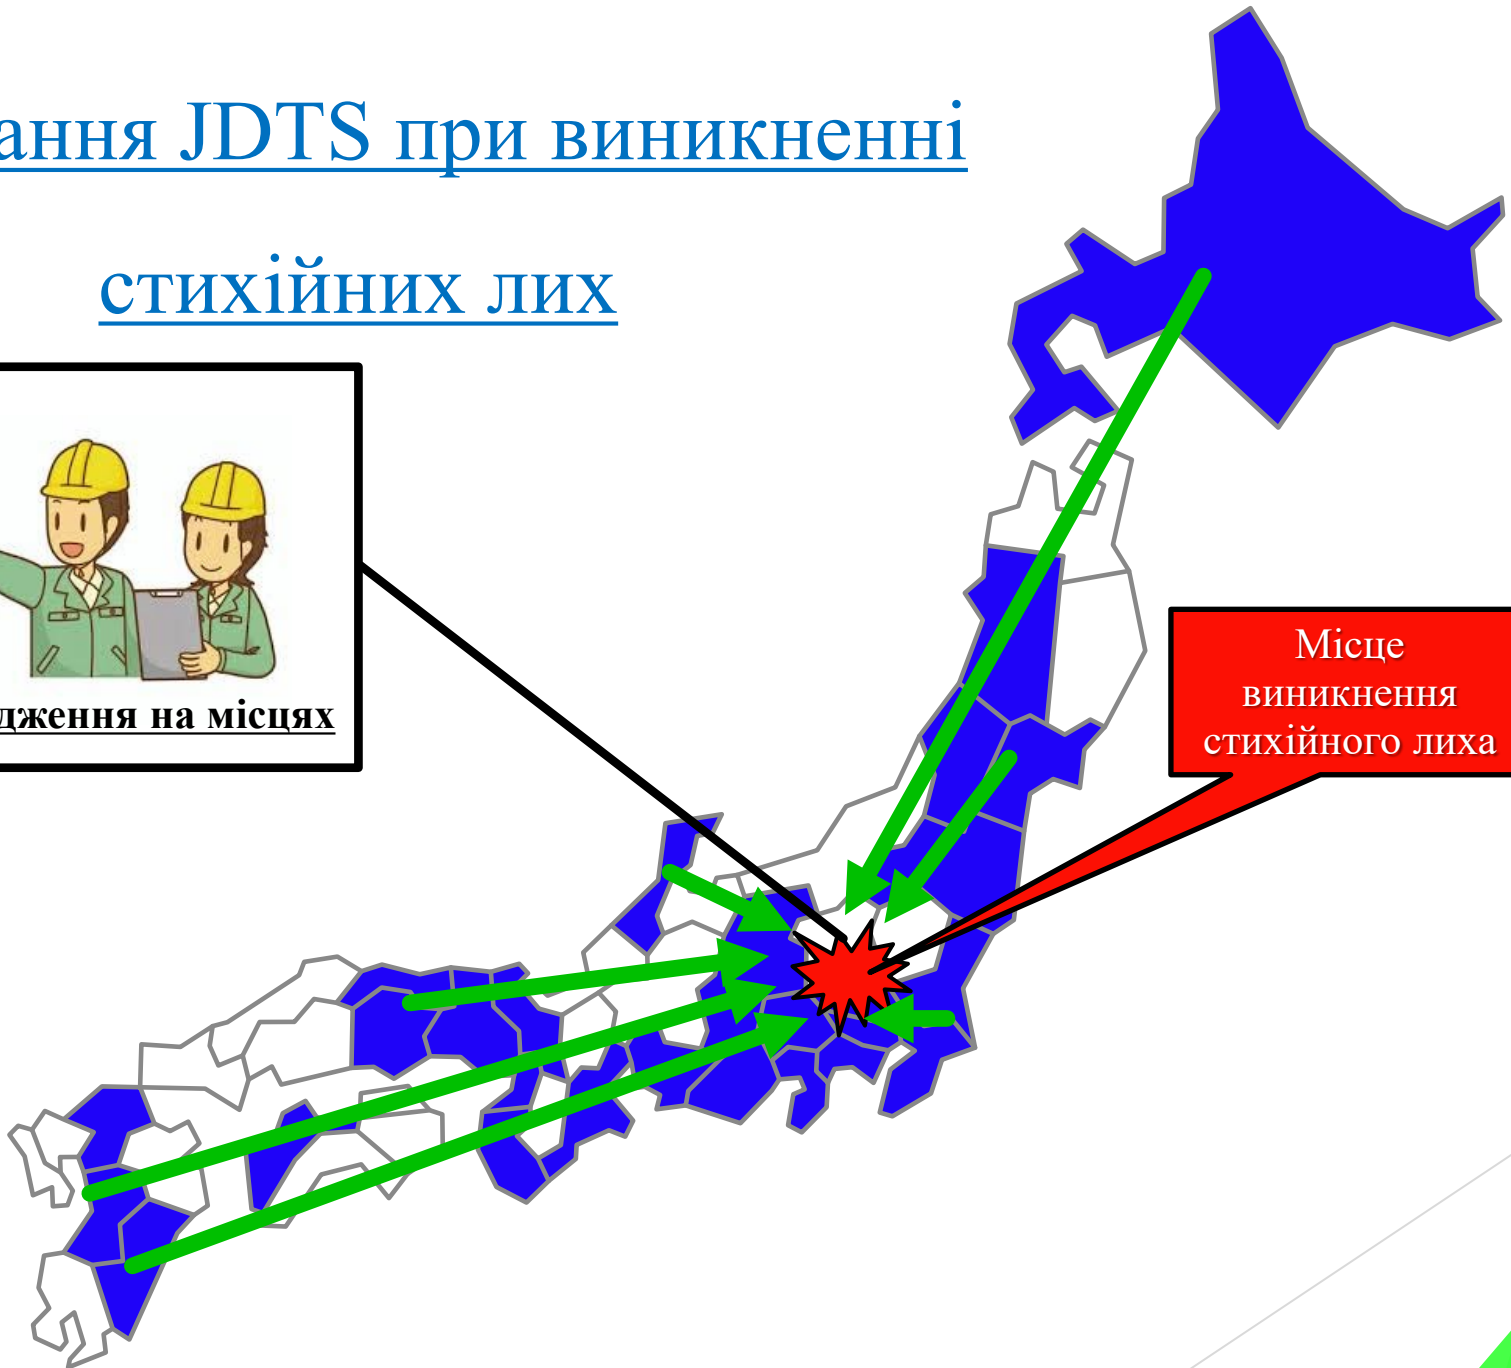 ання JDTS при виникненні
стихійних лих
дження на місцях
Місце
виникнення
стихійного лиха